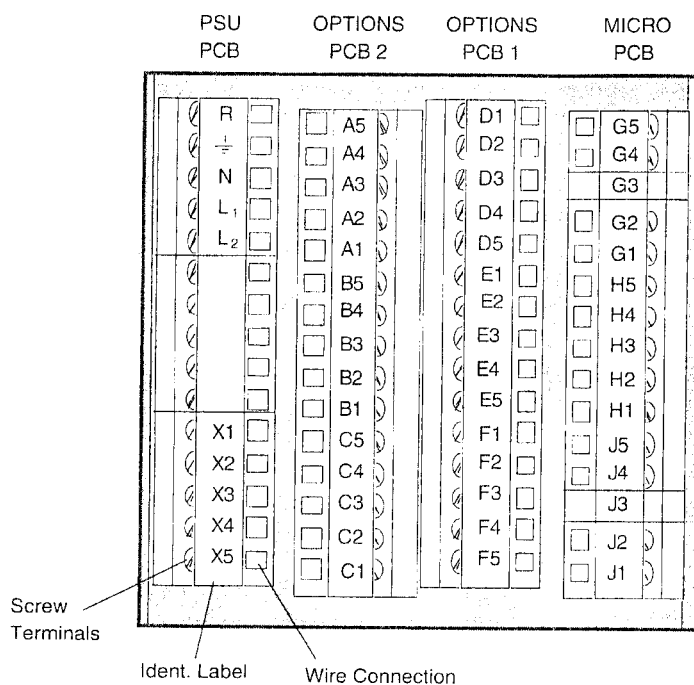 PSU PCB
OPTIONS PCB 2
OPTIONS PCB 1
MICRO PCB
R
N
L1
L2
X1
X2
X3
X4
X5
A5
A4
A3
A2
A1
B5
B4
B3
B2
B1
C5
C4
C3
C2
C1
D1
D2
D3
D4
D5
E1
E2
E3
E4
E5
F1
F2
F3
F4
F5
G5
G4
G3
G2
G1
H5
H4
H3
H2
H1
J5
J4
J3
J2
J1
Screw
Terminals
Ident. Label
Wire Connection